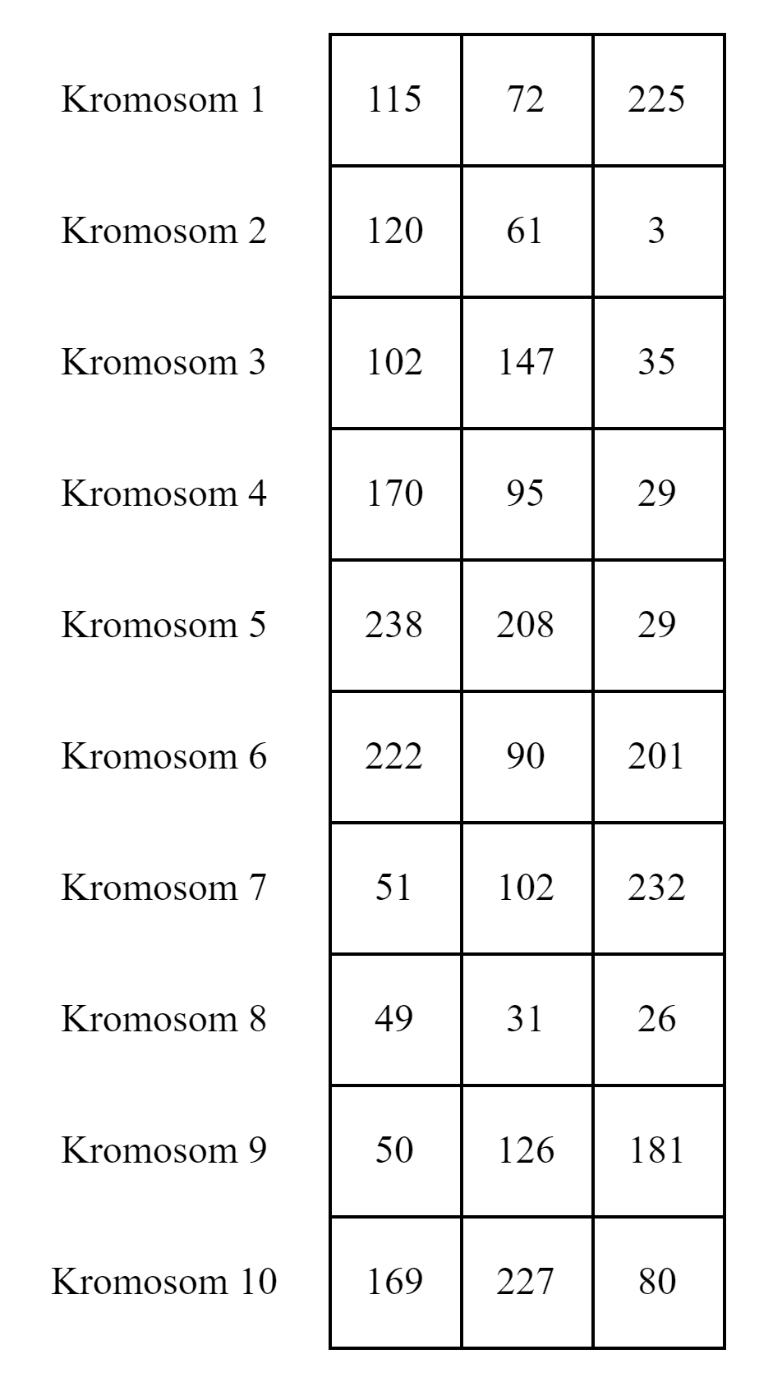 Kromosom 1 115 72 225
Kromosom 2 120 61 3
Kromosom 3 102 147 35
Kromosom 4 170 95 29
Kromosom 5 238 208 29
Kromosom 6 222 90 201
Kromosom 7 51 102 232
Kromosom 8 49 31 26
Kromosom 9 50 126 181
Kromosom 10 169 227 80